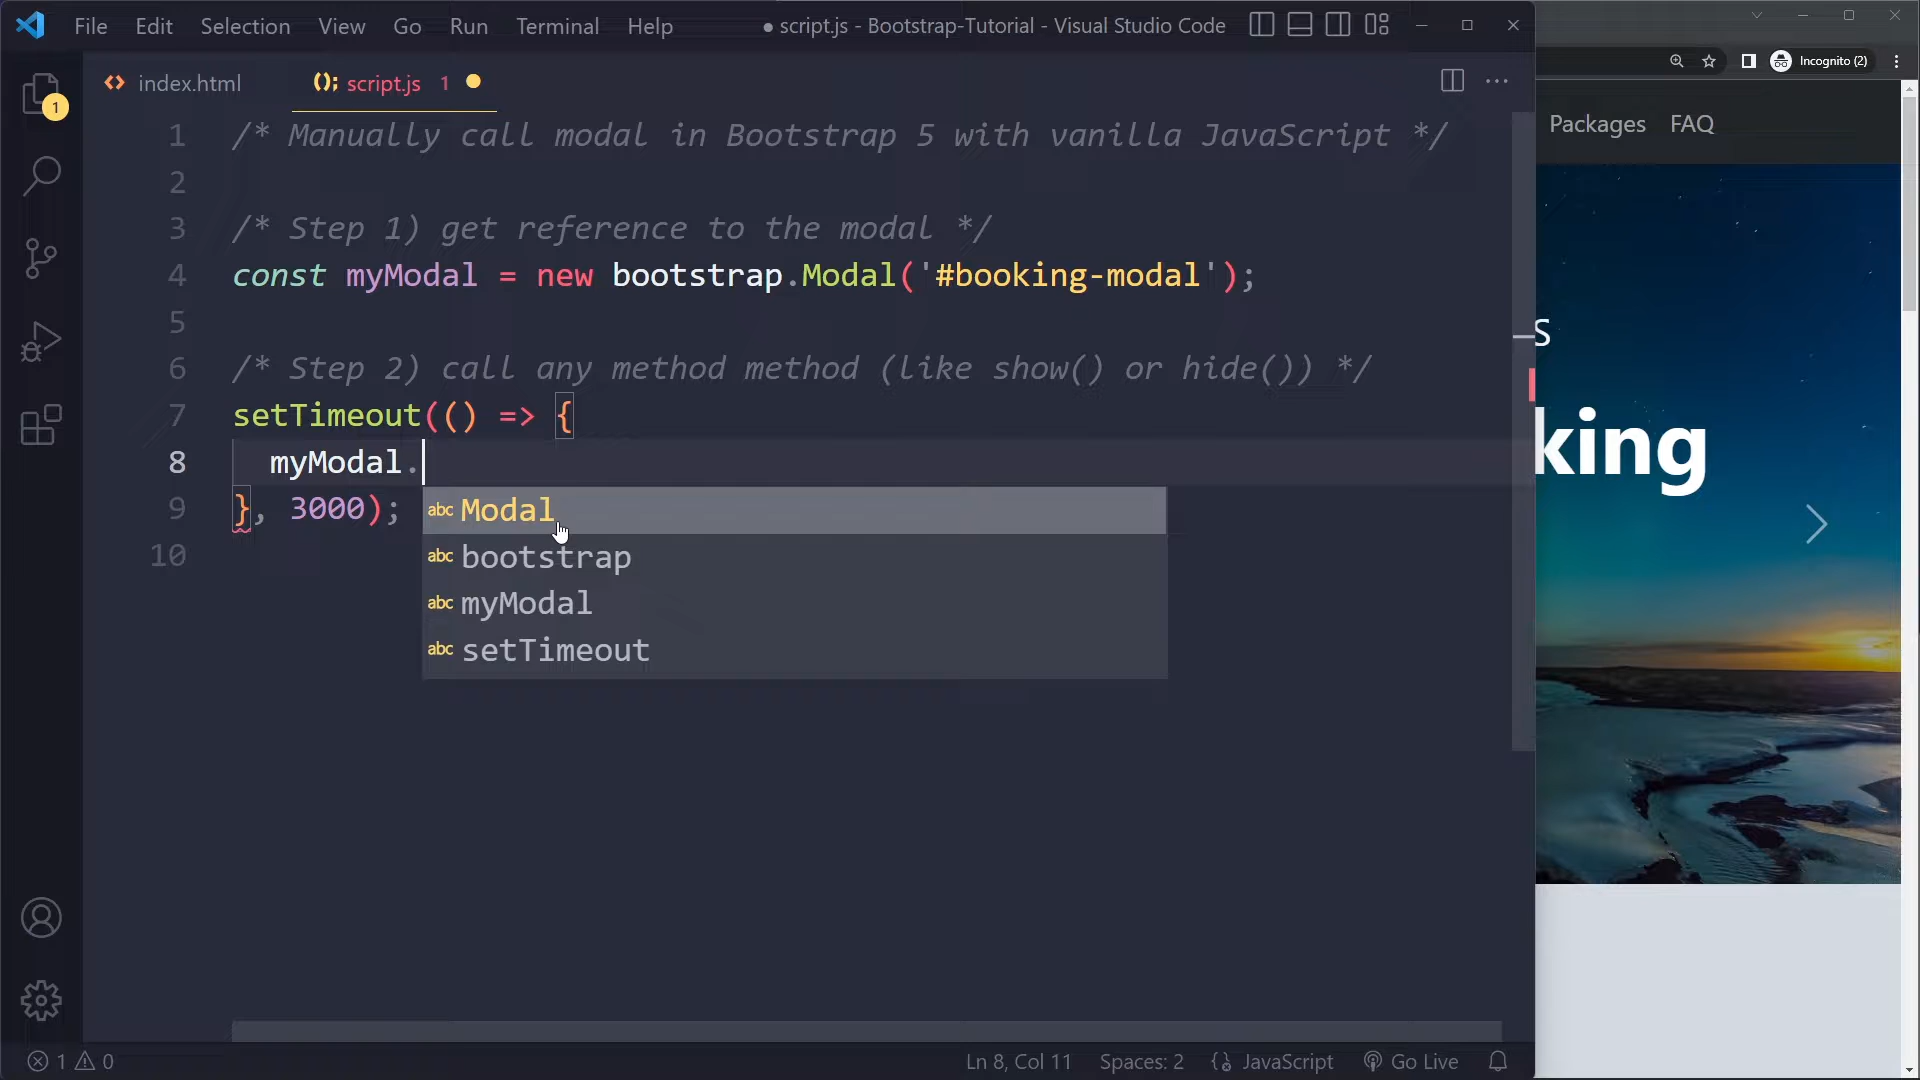 File Edit Selection View Go Run Terminal Help
● script.js - Bootstrap-Tutorial - Visual Studio Code
Incognito (2)
1
index.html
script.js 1
Packages FAQ
1 /* Manually call modal in Bootstrap 5 with vanilla JavaScript */
2
3 /* Step 1) get reference to the modal */
4 const myModal = new bootstrap.Modal('#booking-modal');
5
6 /* Step 2) call any method method (like show() or hide()) */
7 setTimeout(() => {
8 myModal.
9 }, 3000);
10
abc Modal
abc bootstrap
abc myModal
abc setTimeout
s
king
1 0
Ln 8, Col 11 Spaces: 2 JavaScript Go Live